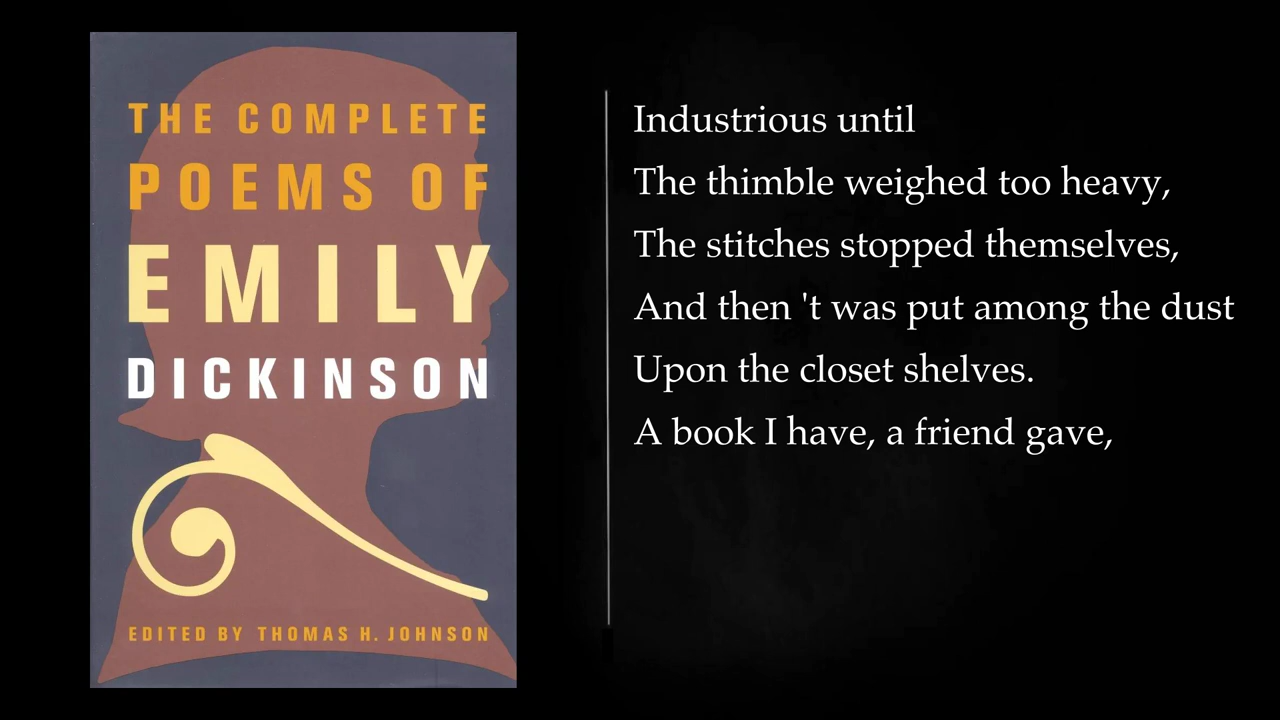 THE COMPLETE
POEMS OF
EMILY
DICKINSON
EDITED BY THOMAS H. JOHNSON
Industrious until
The thimble weighed too heavy,
The stitches stopped themselves,
And then 't was put among the dust
Upon the closet shelves.
A book I have, a friend gave,